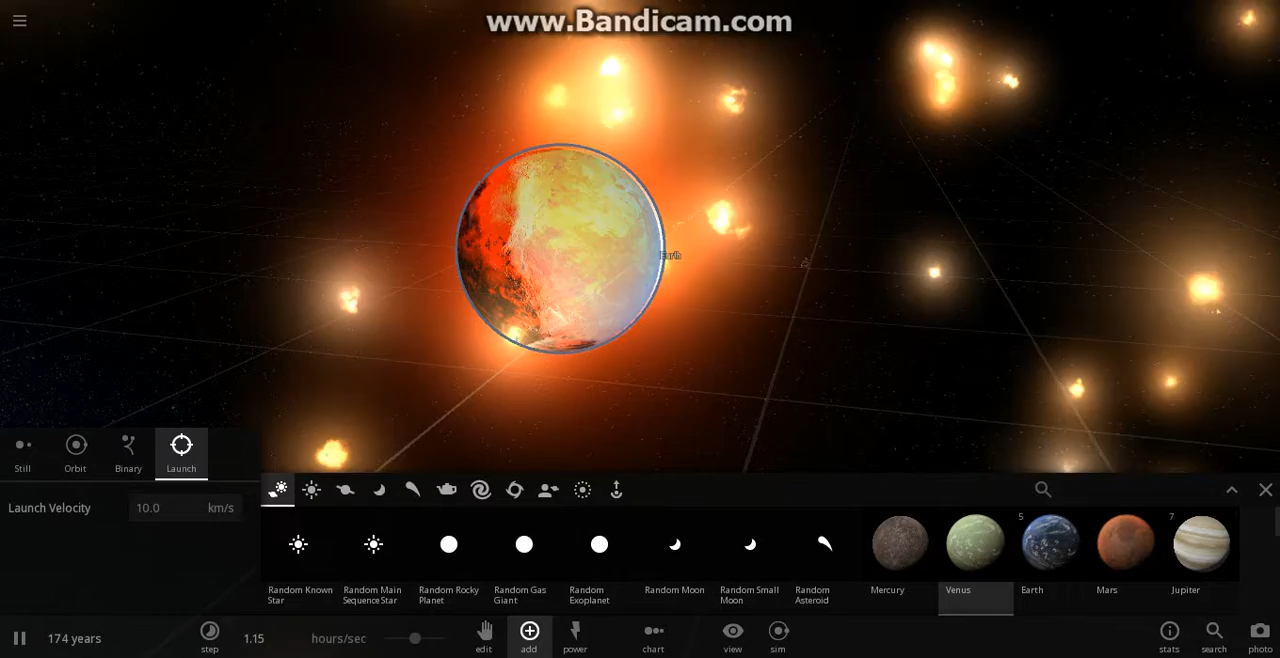 www.Bandicam.com
Earth
Still
Orbit
Binary
Launch
Launch Velocity
10.0
km/s
5
7
Random Known
Star
Random Main
Sequence Star
Random Rocky
Planet
Random Gas
Giant
Random
Exoplanet
Random Moon
Random Small
Moon
Random
Asteroid
Mercury
Venus
Earth
Mars
Jupiter
174 years
step
1.15
hours/sec
edit
add
power
chart
view
sim
stats
search
photo